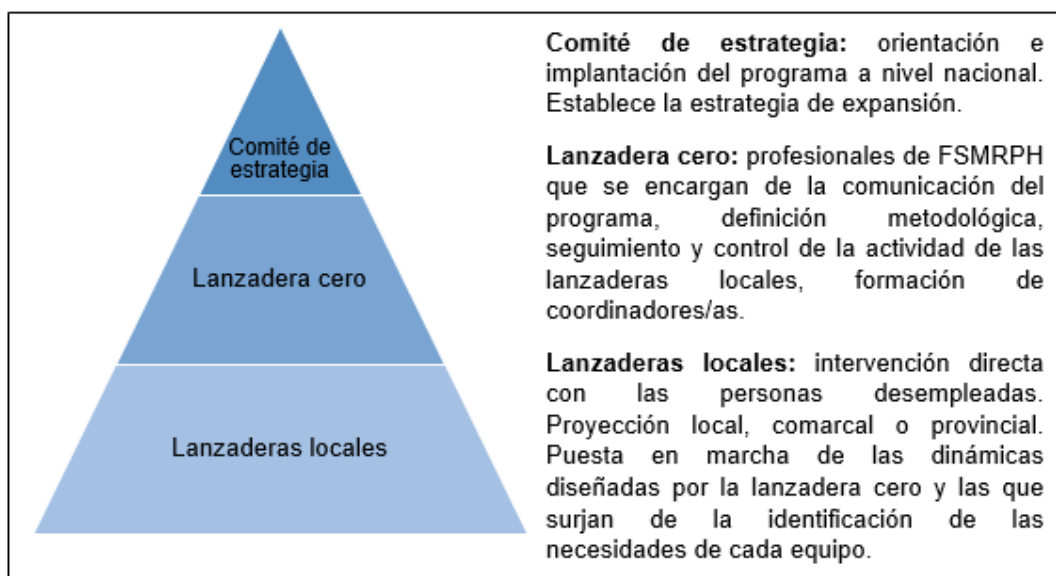 Comité de
estrategia
Lanzadera cero
Lanzaderas locales
Comité de estrategia: orientación e
implantación del programa a nivel nacional.
Establece la estrategia de expansión.
Lanzadera cero: profesionales de FSMRPH
que se encargan de la comunicación del
programa, definición metodológica,
seguimiento y control de la actividad de las
lanzaderas locales, formación de
coordinadores/as.
Lanzaderas locales: intervención directa
con las personas desempleadas.
Proyección local, comarcal o provincial.
Puesta en marcha de las dinámicas
diseñadas por la lanzadera cero y las que
surjan de la identificación de las
necesidades de cada equipo.